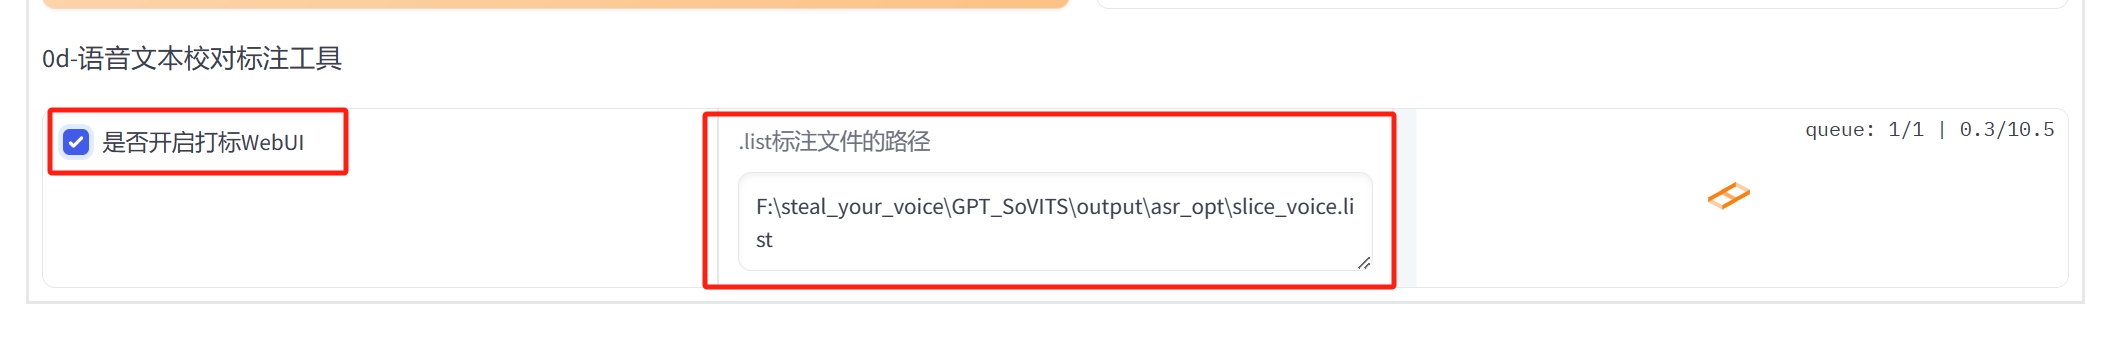 0d-语音文本校对标注工具
是否开启打标WebUI
.list标注文件的路径
queue: 1/1 | 0.3/10.5
F:\steal_your_voice\GPT_SoVITS\output\asr_opt\slice_voice.li
st